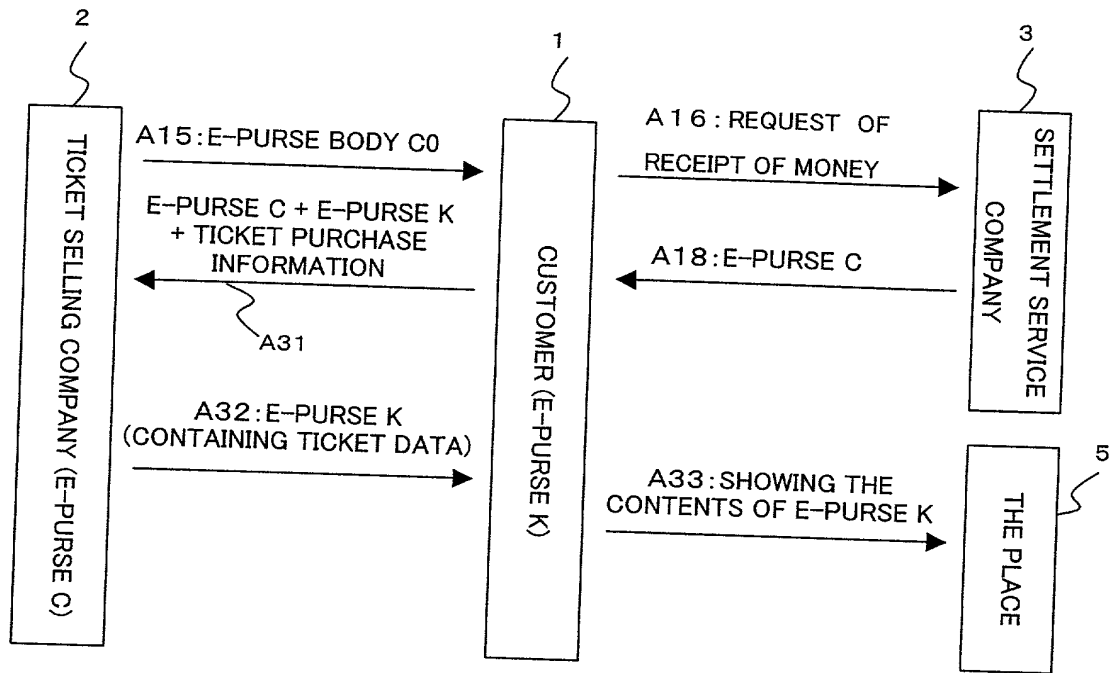 2
1
3
TICKET SELLING COMPANY (E-PURSE C)
A15:E-PURSE BODY C0
E-PURSE C + E-PURSE K
+ TICKET PURCHASE
INFORMATION
A31
A32:E-PURSE K
(CONTAINING TICKET DATA)
CUSTOMER (E-PURSE K)
A16:REQUEST OF
RECEIPT OF MONEY
A18:E-PURSE C
SETTLEMENT SERVICE
COMPANY
A33:SHOWING THE
CONTENTS OF E-PURSE K
5
THE PLACE